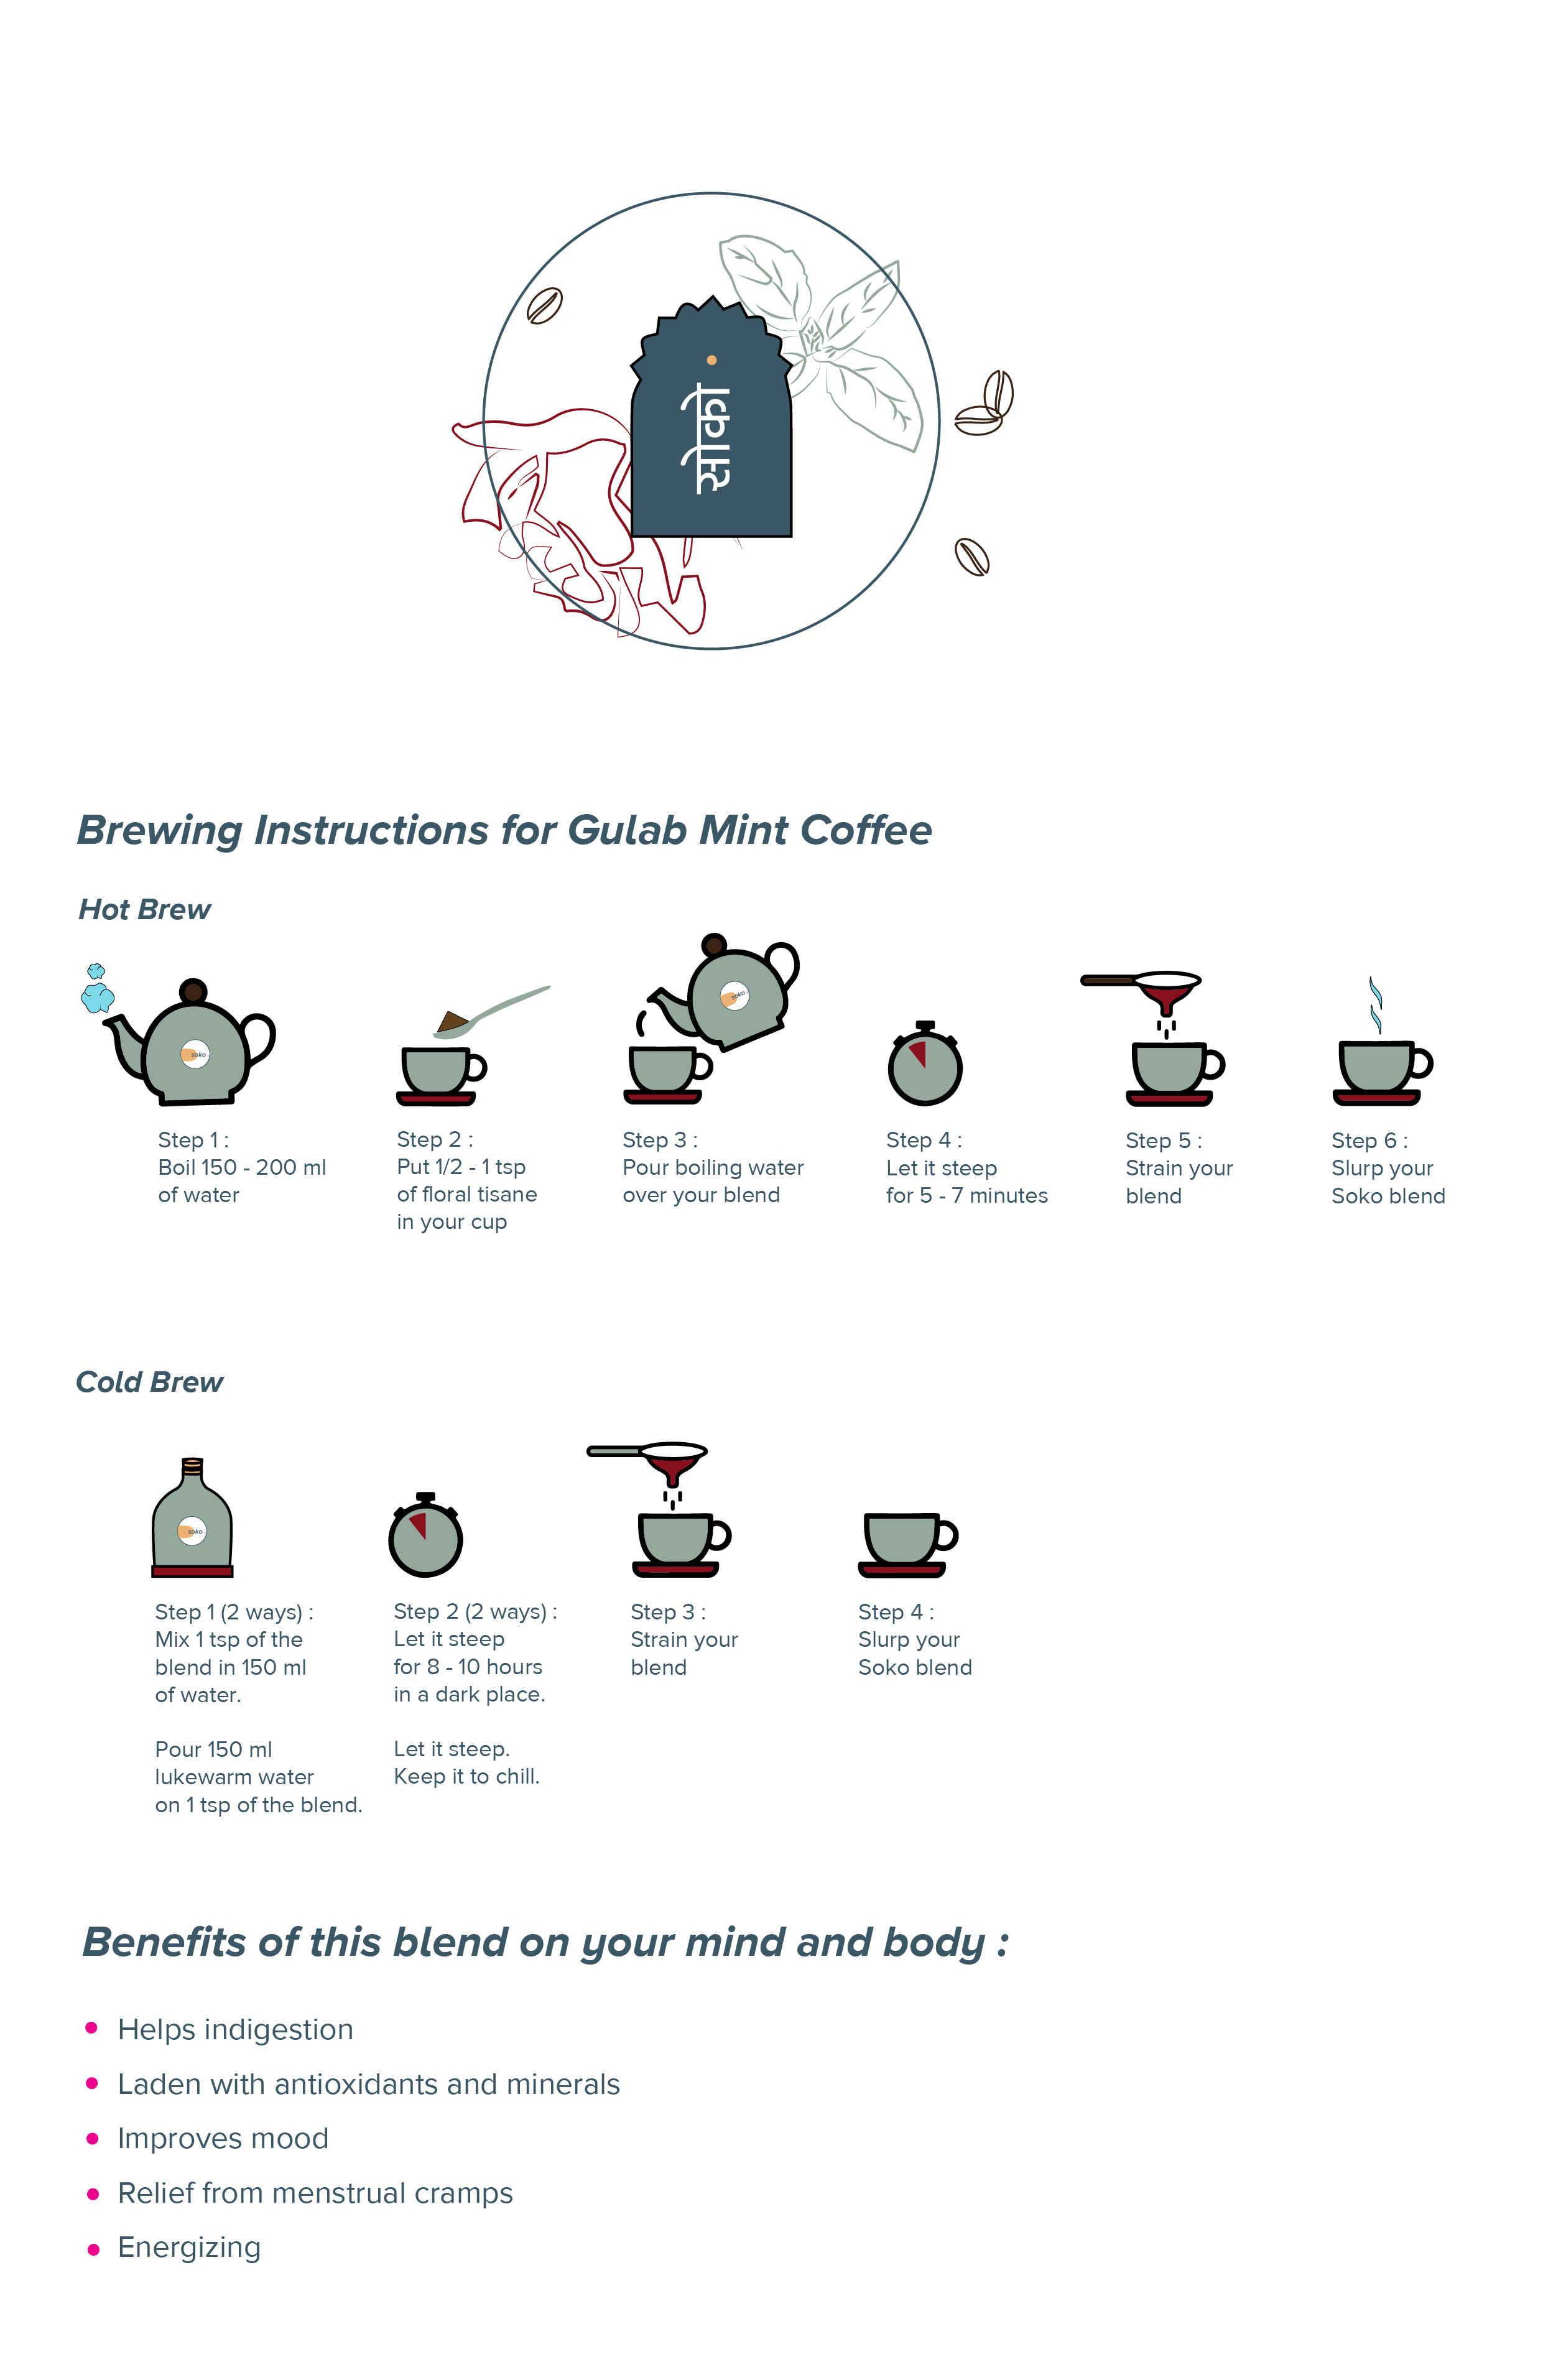 सोको
Brewing Instructions for Gulab Mint Coffee
Hot Brew
soko
soko
Step 1 :
Boil 150 - 200 ml
of water
Step 2 :
Put 1/2 - 1 tsp
of floral tisane
in your cup
Step 3 :
Pour boiling water
over your blend
Step 4 :
Let it steep
for 5 - 7 minutes
Step 5 :
Strain your
blend
Step 6 :
Slurp your
Soko blend
Cold Brew
soko
Step 1 (2 ways) :
Mix 1 tsp of the
blend in 150 ml
of water.
Pour 150 ml
lukewarm water
on 1 tsp of the blend.
Step 2 (2 ways) :
Let it steep
for 8 - 10 hours
in a dark place.
Let it steep.
Keep it to chill.
Step 3 :
Strain your
blend
Step 4 :
Slurp your
Soko blend
Benefits of this blend on your mind and body :
• Helps indigestion
• Laden with antioxidants and minerals
• Improves mood
• Relief from menstrual cramps
• Energizing